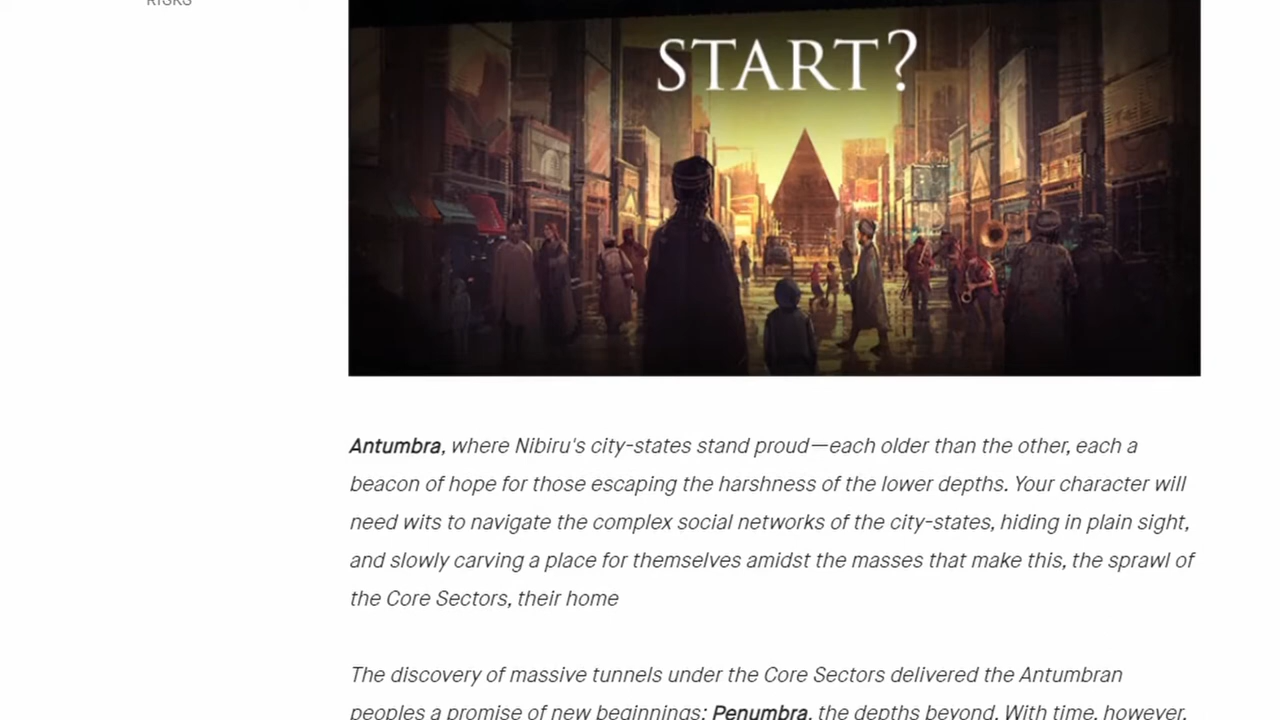 RISKS
START?
Antumbra, where Nibiru's city-states stand proud—each older than the other, each a
beacon of hope for those escaping the harshness of the lower depths. Your character will
need wits to navigate the complex social networks of the city-states, hiding in plain sight,
and slowly carving a place for themselves amidst the masses that make this, the sprawl of
the Core Sectors, their home
The discovery of massive tunnels under the Core Sectors delivered the Antumbran
peoples a promise of new beginnings: Penumbra, the depths beyond. With time, however,